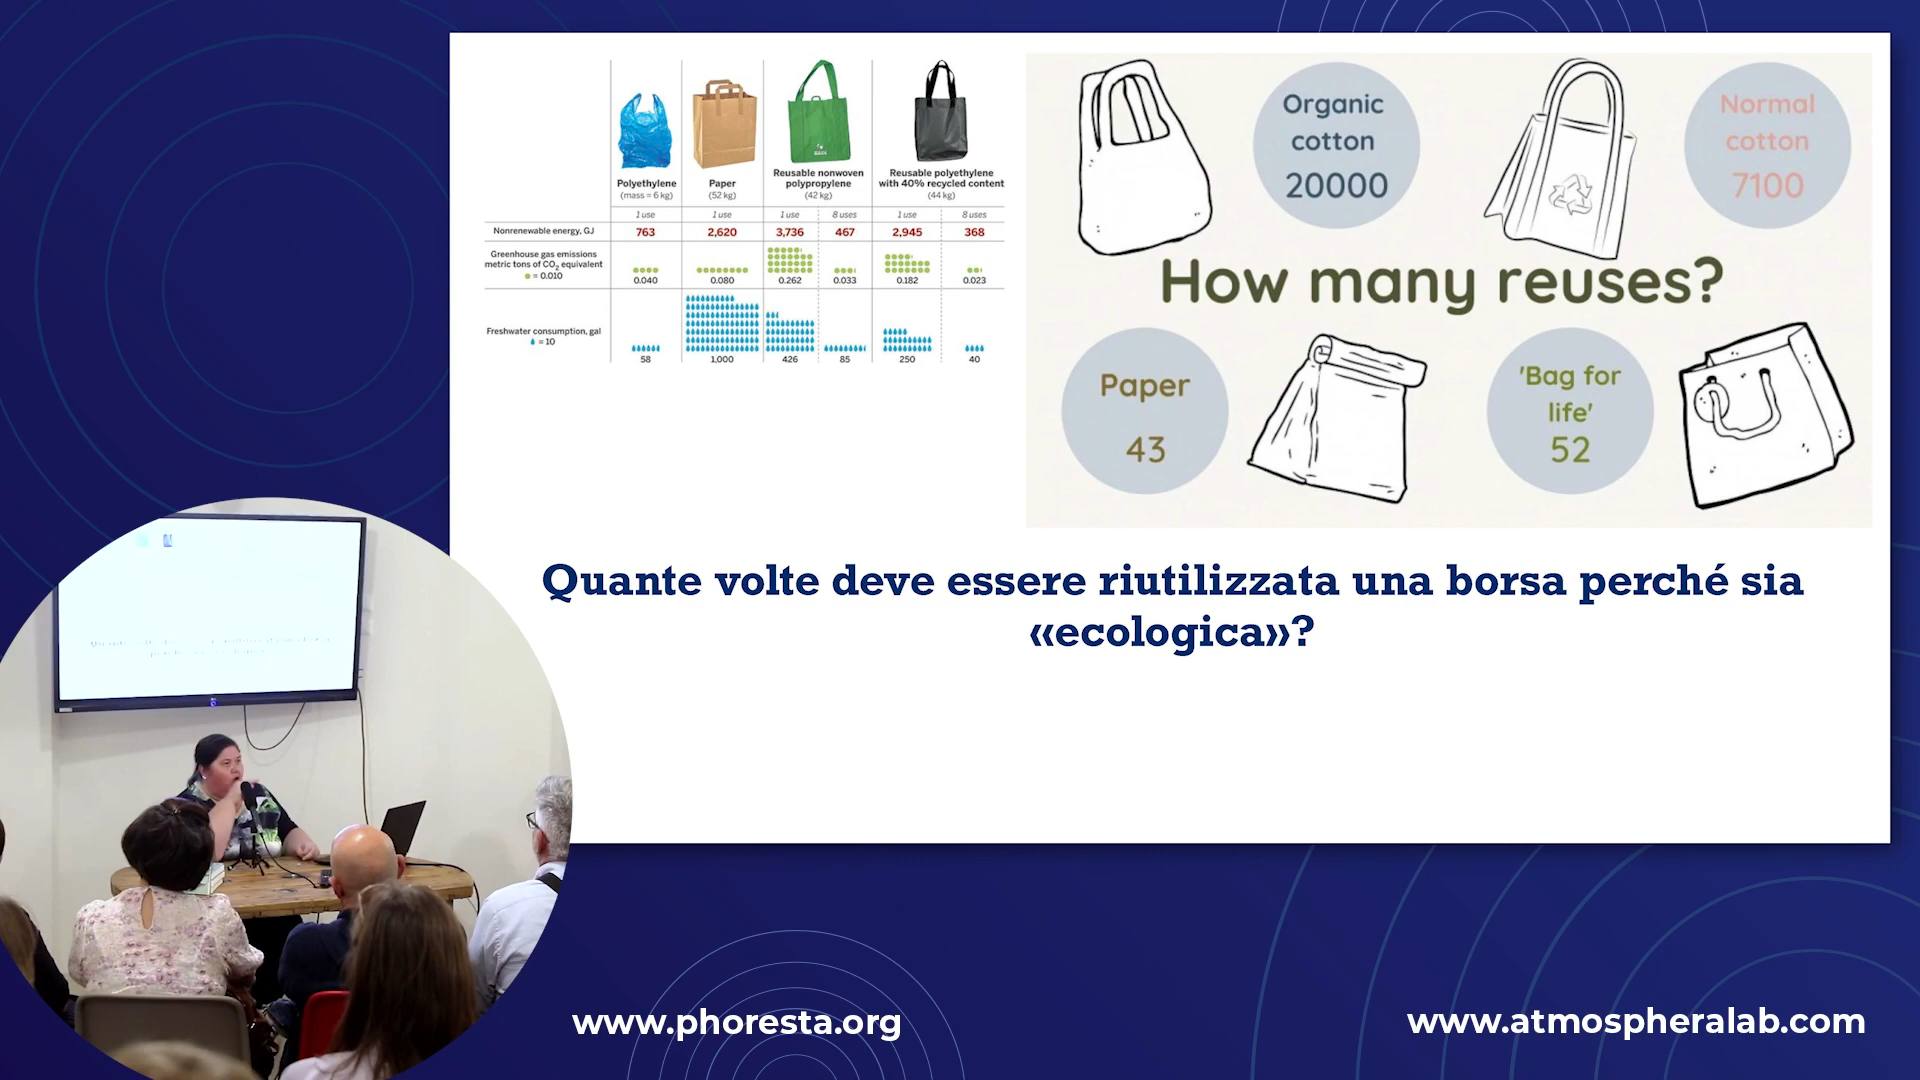 Polyethylene
(mass = 6 kg)
Paper
(52 kg)
Reusable nonwoven
polypropylene
(42 kg)
Reusable polyethylene
with 40% recycled content
(44 kg)
1 use
1 use
1 use
8 uses
1 use
8 uses
Nonrenewable energy, GJ
763
2,620
3,736
467
2,945
368
Greenhouse gas emissions
metric tons of CO2 equivalent
= 0.010
0.040
0.080
0.262
0.033
0.182
0.023
Freshwater consumption, gal
= 10
58
1,000
426
85
250
40
Organic
cotton
20000
Normal
cotton
7100
How many reuses?
Paper
43
'Bag for
life'
52
Quante volte deve essere riutilizzata una borsa perché sia
«ecologica»?
www.phoresta.org
www.atmospheralab.com